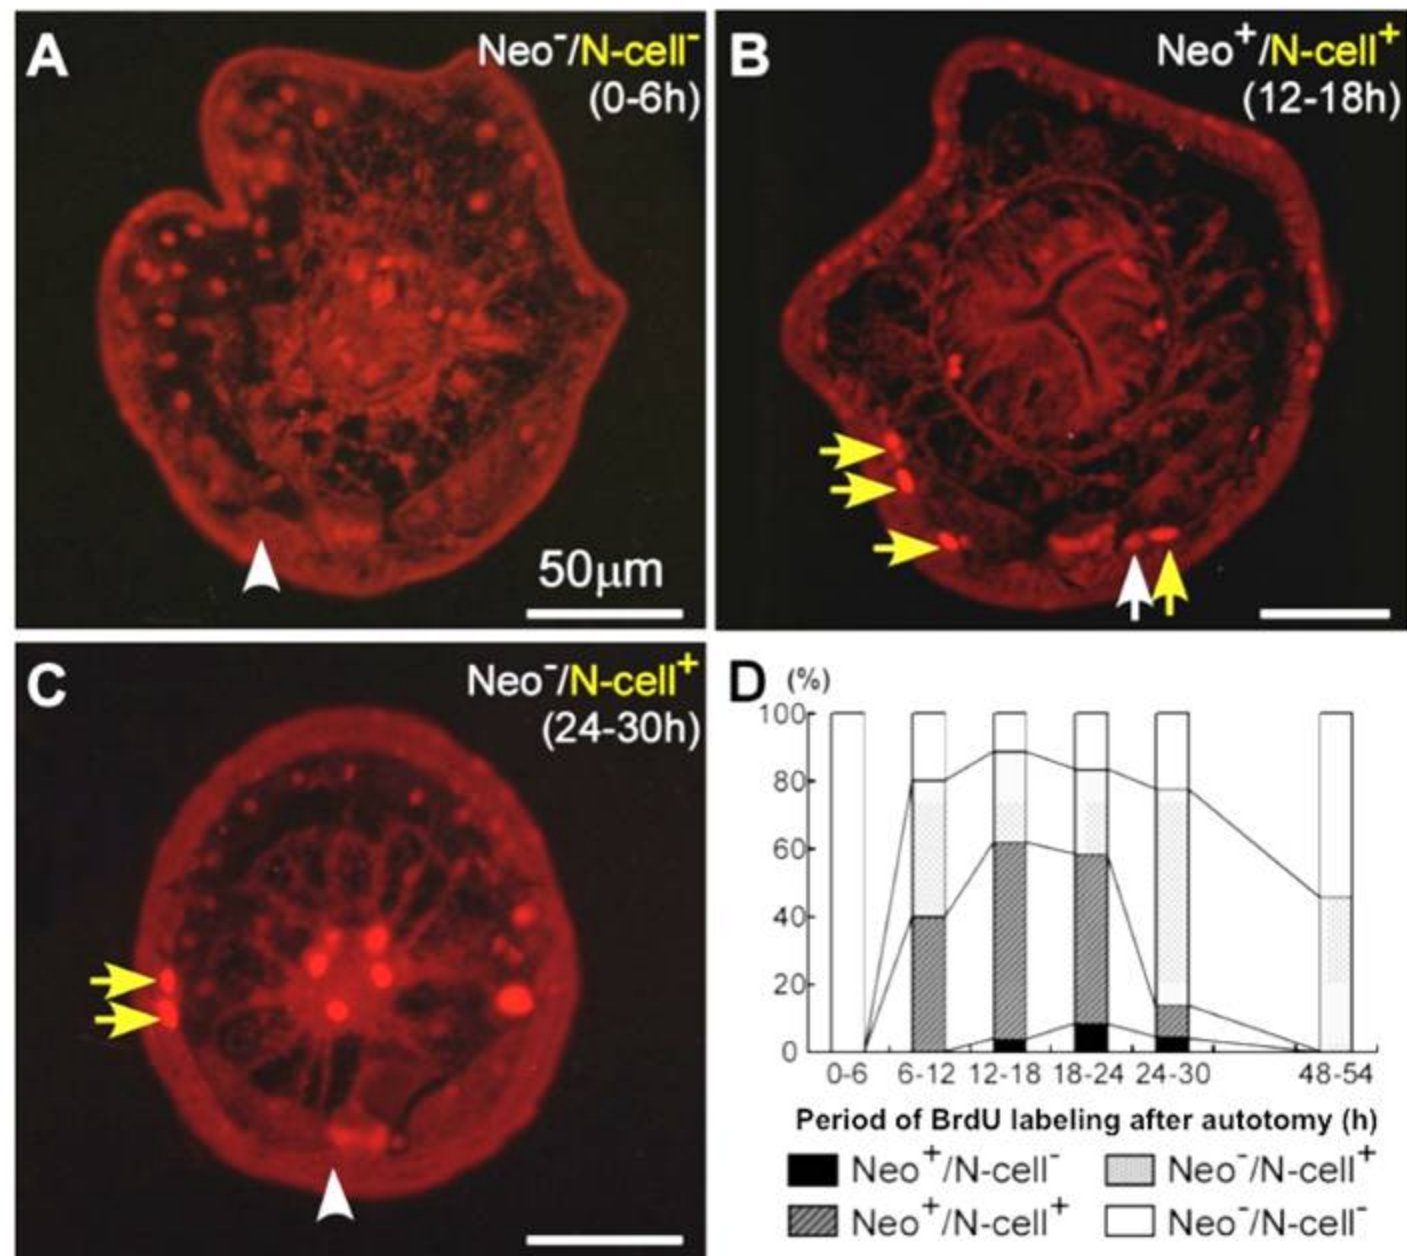 A
Neo⁻/N-cell⁻
(0-6h)
50μm
B
Neo⁺/N-cell⁺
(12-18h)
C
Neo⁻/N-cell⁺
(24-30h)
D (%)
100
80
60
40
20
0
0-6 6-12 12-18 18-24 24-30 48-54
Period of BrdU labeling after autotomy (h)
Neo⁺/N-cell⁻ Neo⁻/N-cell⁺
Neo⁺/N-cell⁺ Neo⁻/N-cell⁻